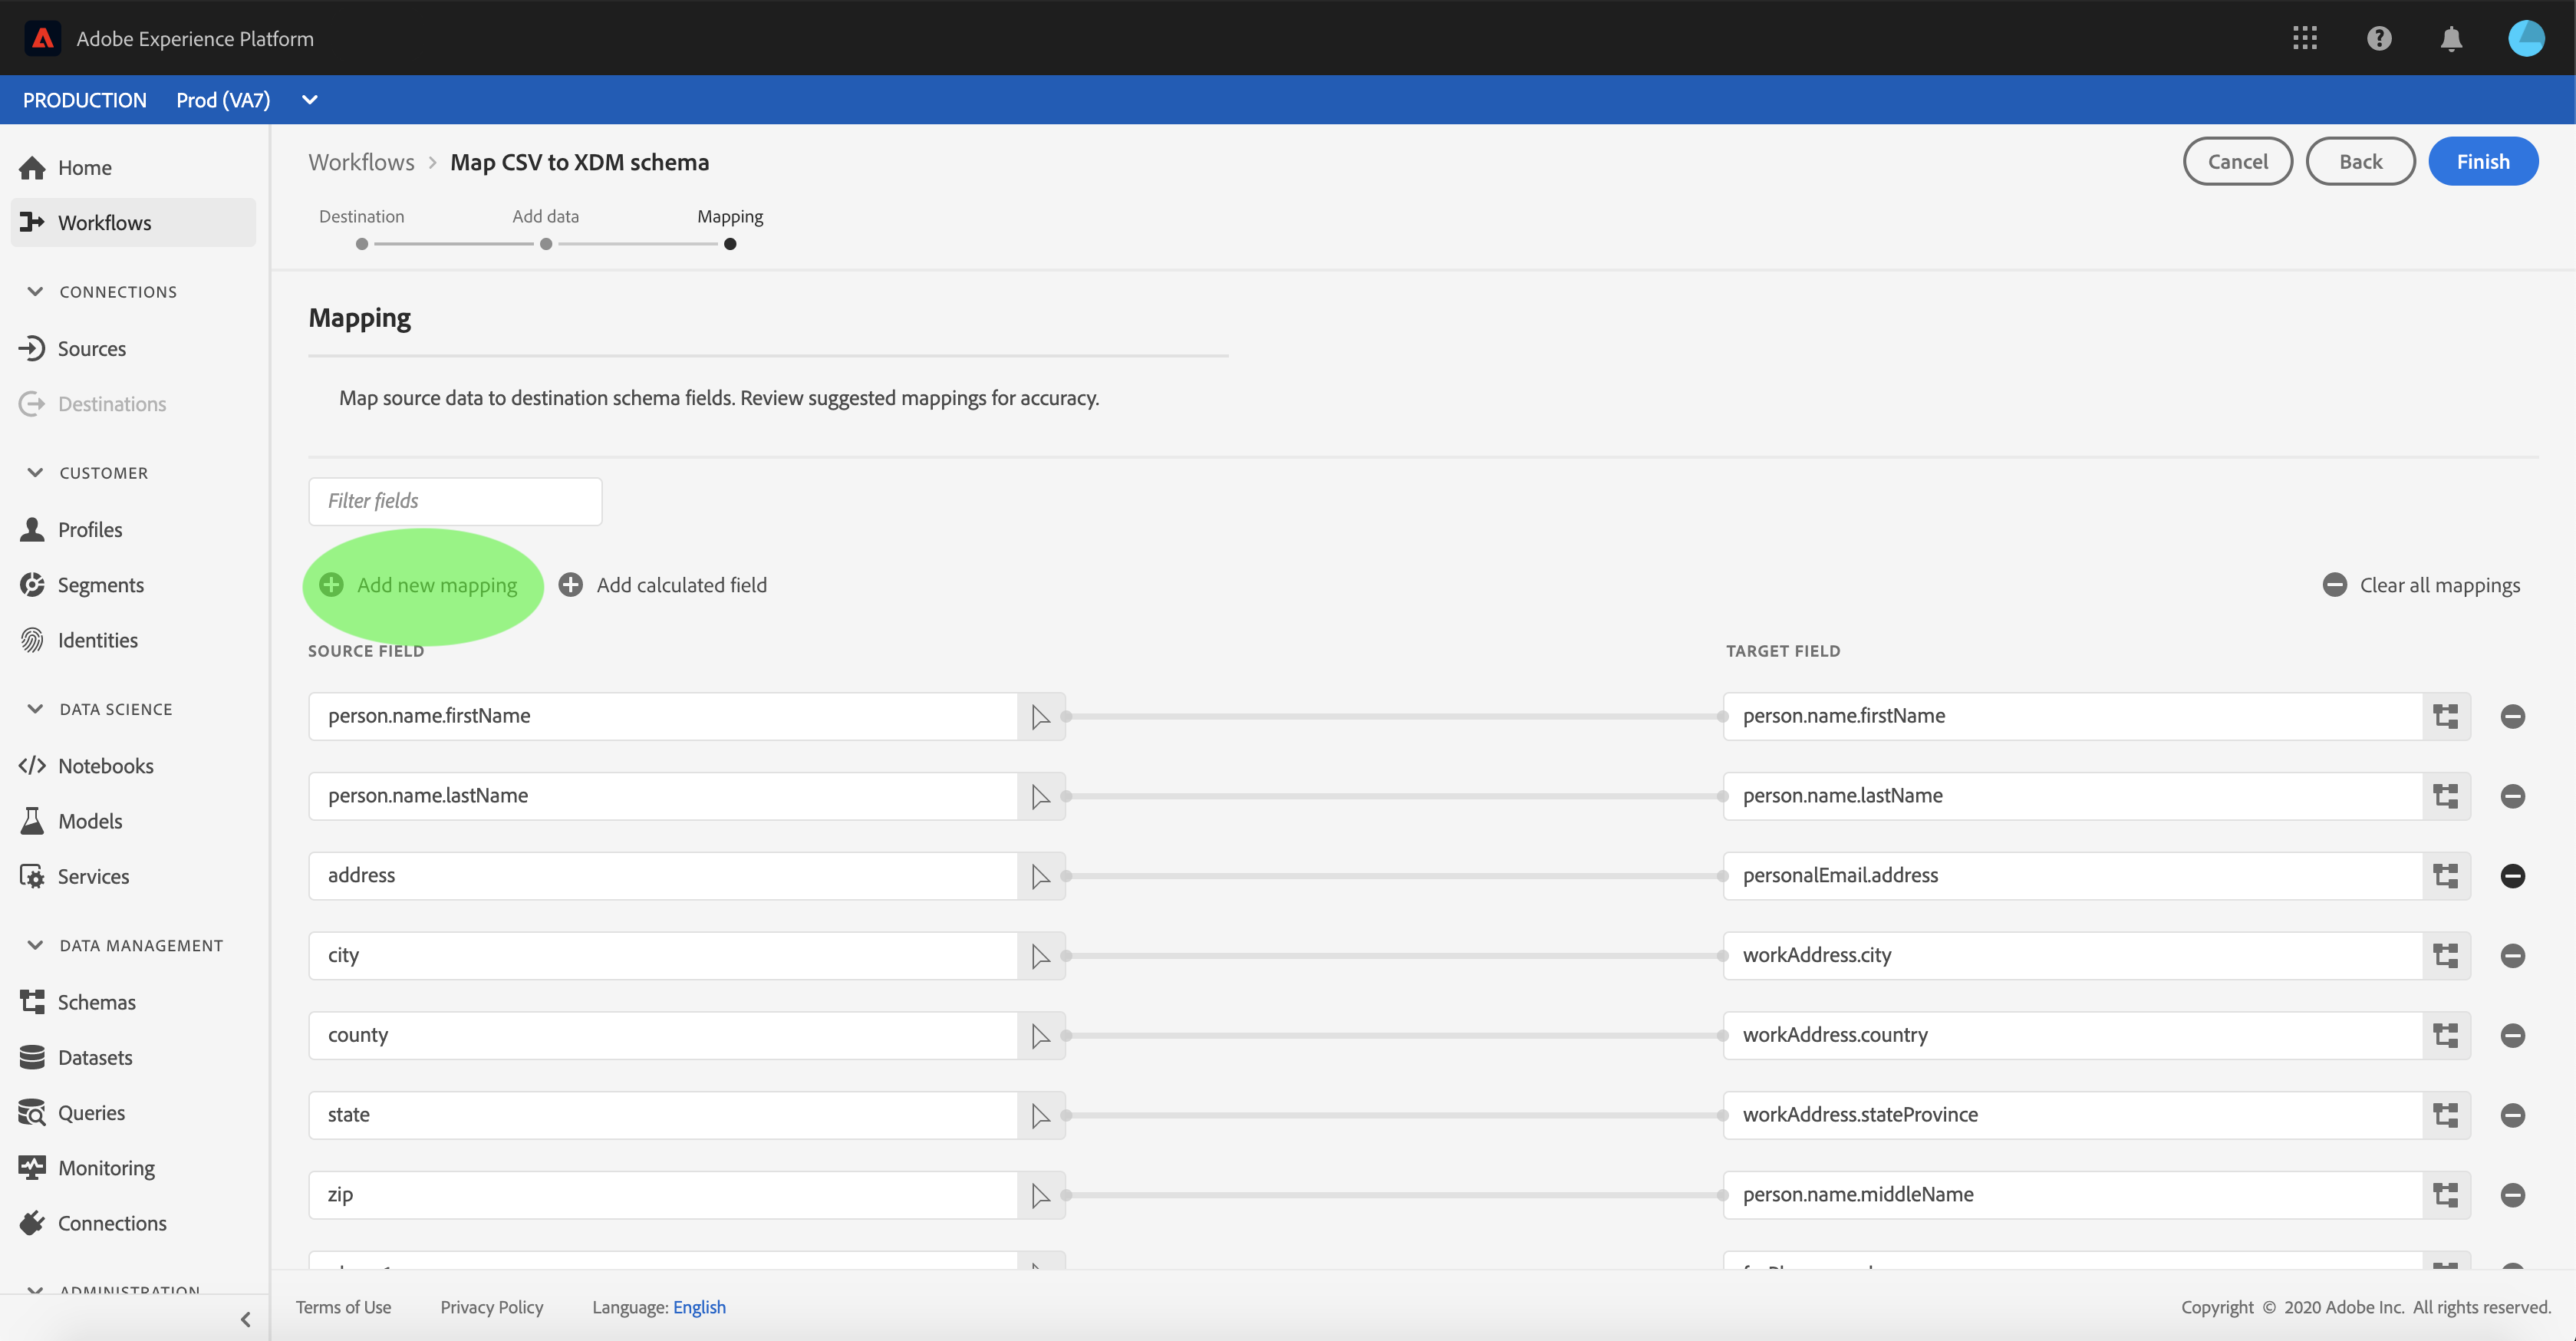 Adobe Experience Platform
PRODUCTION Prod (VA7)
Home
Workflows
CONNECTIONS
Sources
Destinations
CUSTOMER
Profiles
Segments
Identities
DATA SCIENCE
Notebooks
Models
Services
DATA MANAGEMENT
Schemas
Datasets
Queries
Monitoring
Connections
ADMINISTRATION
Workflows > Map CSV to XDM schema
Cancel Back Finish
Destination Add data Mapping
Mapping
Map source data to destination schema fields. Review suggested mappings for accuracy.
Filter fields
Add new mapping Add calculated field Clear all mappings
SOURCE FIELD TARGET FIELD
person.name.firstName person.name.firstName
person.name.lastName person.name.lastName
address personalEmail.address
city workAddress.city
county workAddress.country
state workAddress.stateProvince
zip person.name.middleName
Terms of Use Privacy Policy Language: English Copyright © 2020 Adobe Inc. All rights reserved.